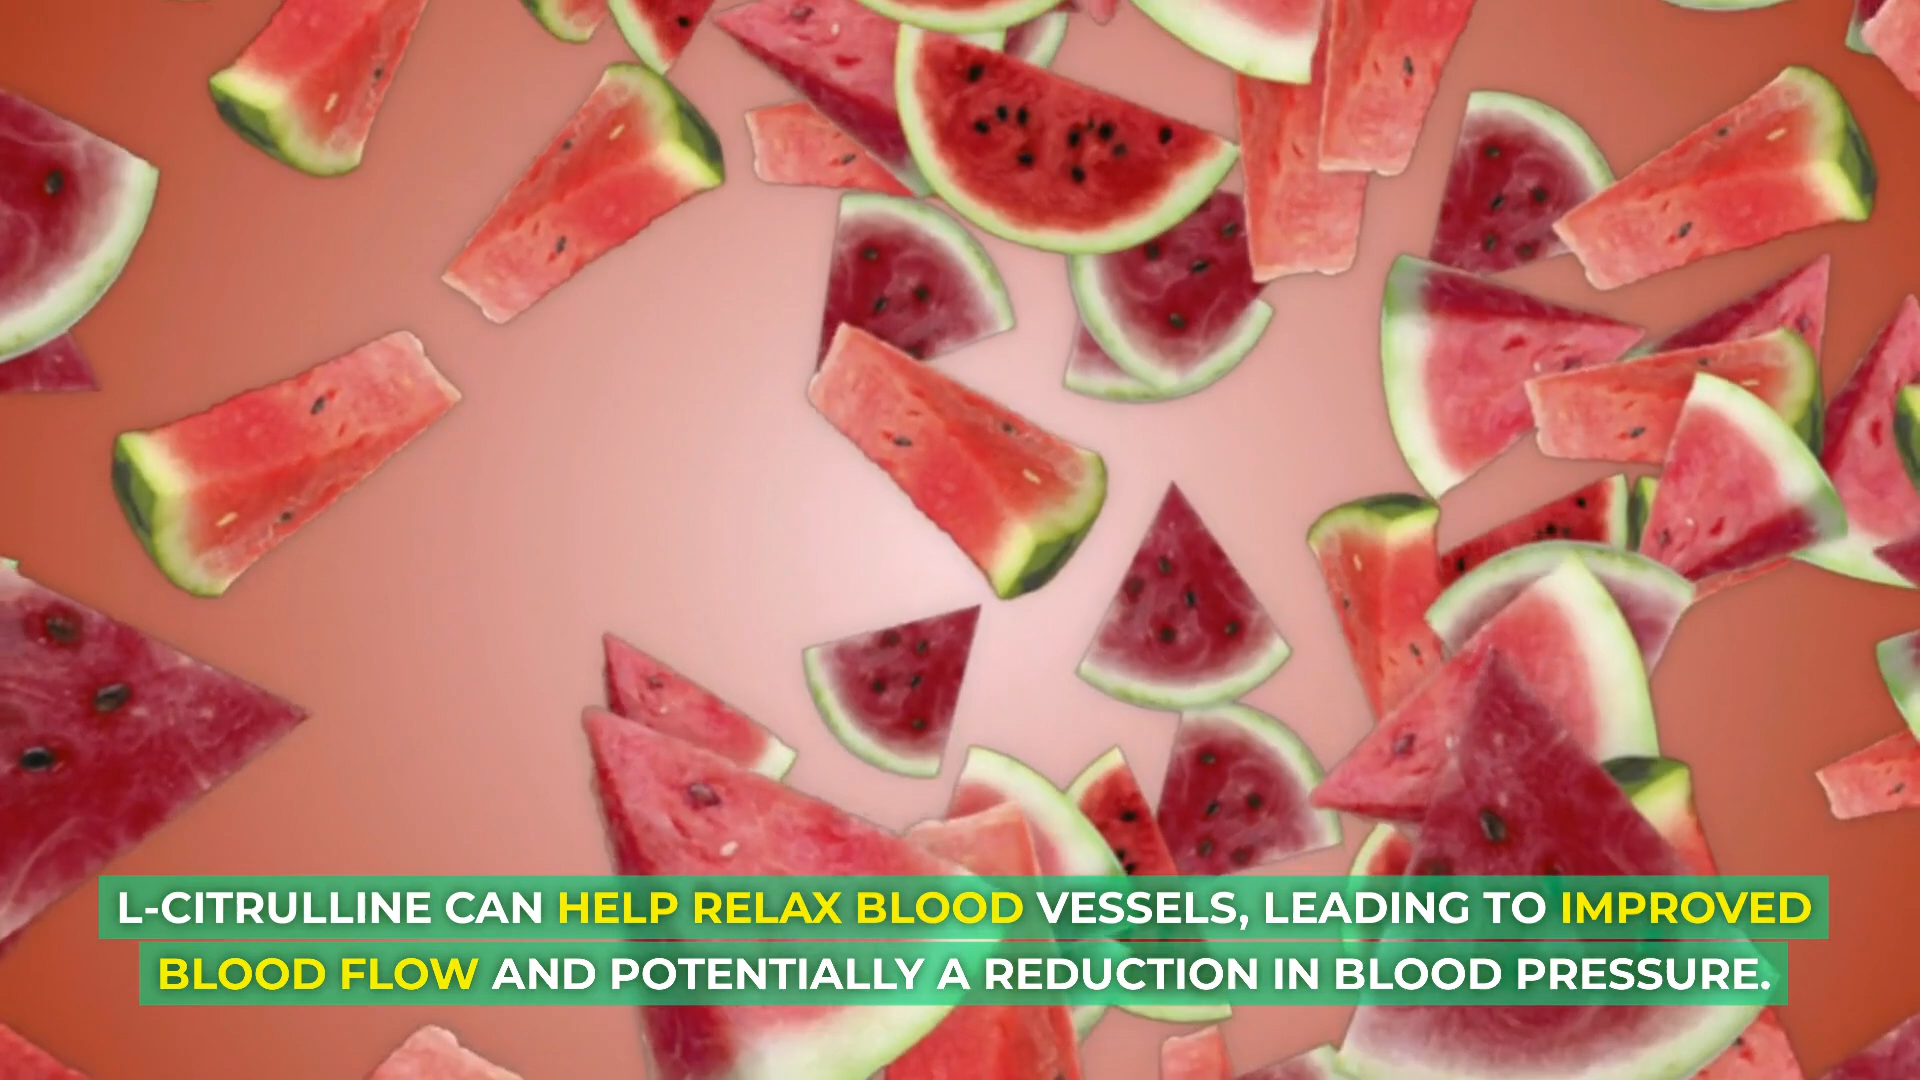 L-CITRULLINE CAN HELP RELAX BLOOD VESSELS, LEADING TO IMPROVED
BLOOD FLOW AND POTENTIALLY A REDUCTION IN BLOOD PRESSURE.